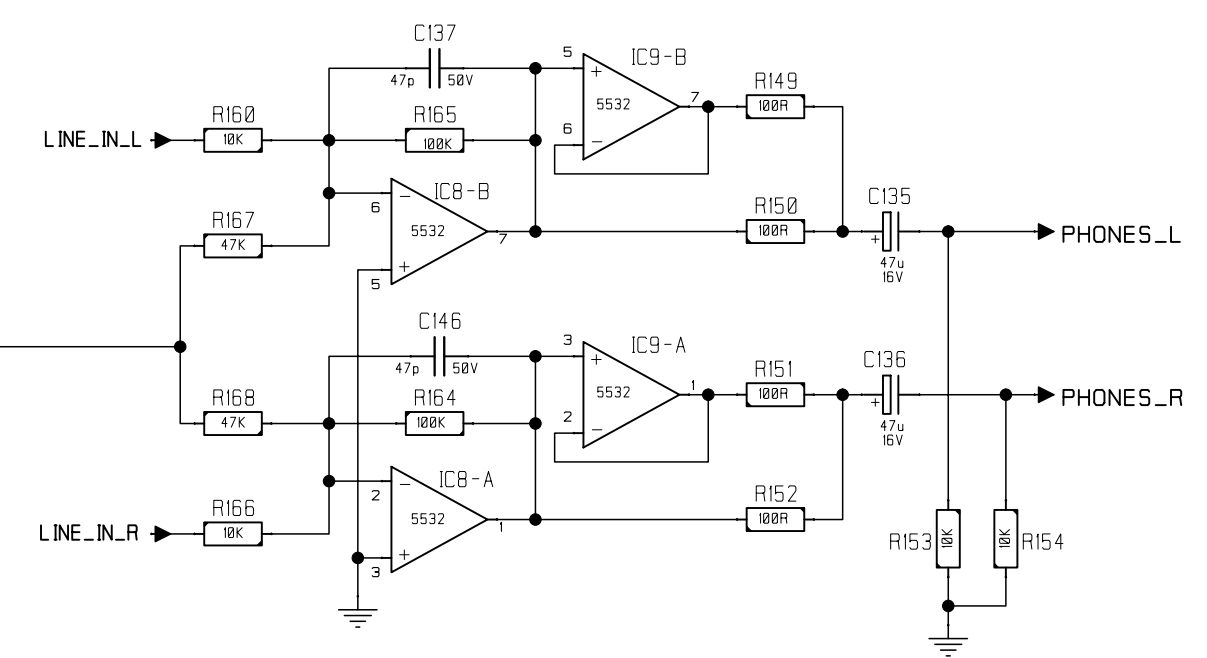 C137
47p 50V
5
IC9-B
+
5532
7
6
−
R149
100R
R160
10K
LINE_IN_L
R165
100K
IC8-B
−
6
5532
7
+
5
R167
47K
R150
100R
C135
+
47u
16V
PHONES_L
C146
47p 50V
3
IC9-A
+
5532
1
2
−
R151
100R
C136
+
47u
16V
PHONES_R
R168
47K
R164
100K
IC8-A
−
2
5532
1
+
3
R166
10K
LINE_IN_R
R152
100R
R153
10K
10K
R154